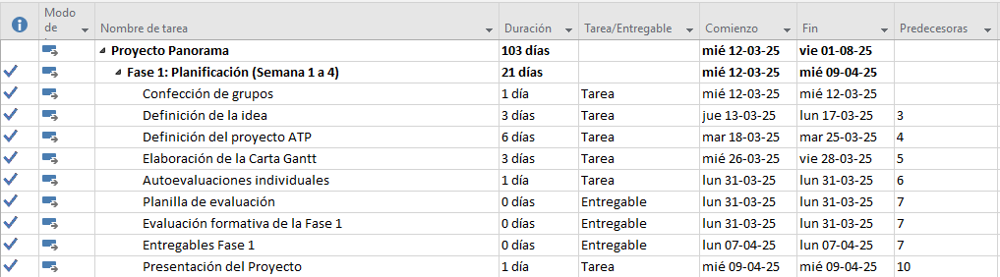 Modo de Nombre de tarea Duración Tarea/Entregable Comienzo Fin Predecesoras
Proyecto Panorama 103 días mié 12-03-25 vie 01-08-25
Fase 1: Planificación (Semana 1 a 4) 21 días mié 12-03-25 mié 09-04-25
Confección de grupos 1 día Tarea mié 12-03-25 mié 12-03-25
Definición de la idea 3 días Tarea jue 13-03-25 lun 17-03-25 3
Definición del proyecto ATP 6 días Tarea mar 18-03-25 mar 25-03-25 4
Elaboración de la Carta Gantt 3 días Tarea mié 26-03-25 vie 28-03-25 5
Autoevaluaciones individuales 1 día Tarea lun 31-03-25 lun 31-03-25 6
Planilla de evaluación 0 días Entregable lun 31-03-25 lun 31-03-25 7
Evaluación formativa de la Fase 1 0 días Entregable lun 31-03-25 lun 31-03-25 7
Entregables Fase 1 0 días Entregable lun 07-04-25 lun 07-04-25 7
Presentación del Proyecto 1 día Tarea mié 09-04-25 mié 09-04-25 10